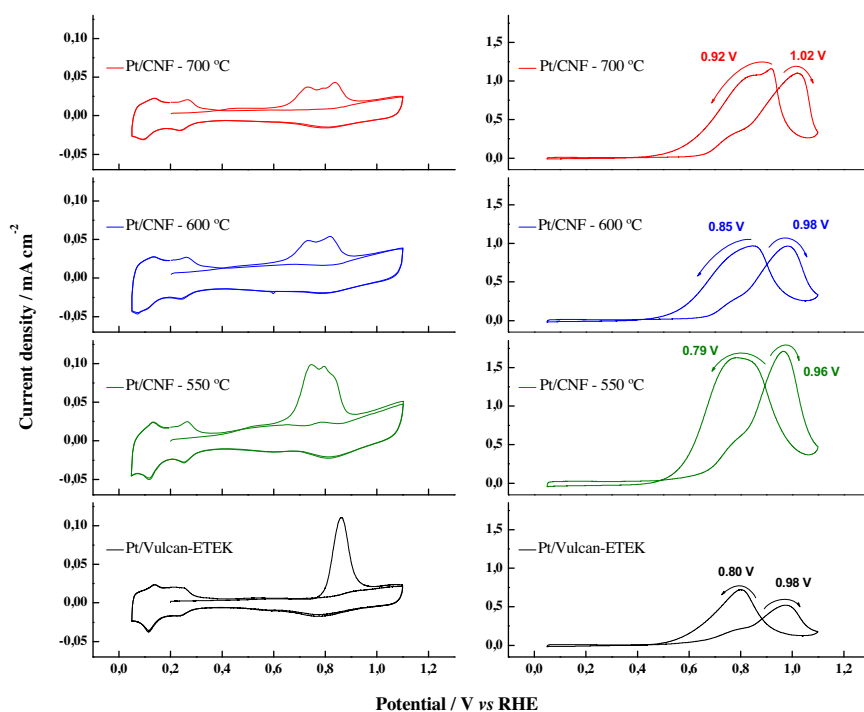 Current density / mA cm⁻²
0,10
0,05
0,00
-0,05
Pt/CNF - 700 ºC
1,5
1,0
0,5
0,0
Pt/CNF - 700 ºC
0.92 V
1.02 V
0,10
0,05
0,00
-0,05
Pt/CNF - 600 ºC
1,5
1,0
0,5
0,0
Pt/CNF - 600 ºC
0.85 V
0.98 V
0,10
0,05
0,00
-0,05
Pt/CNF - 550 ºC
1,5
1,0
0,5
0,0
Pt/CNF - 550 ºC
0.79 V
0.96 V
0,10
0,05
0,00
-0,05
Pt/Vulcan-ETEK
1,5
1,0
0,5
0,0
Pt/Vulcan-ETEK
0.80 V
0.98 V
0,0 0,2 0,4 0,6 0,8 1,0 1,2
0,0 0,2 0,4 0,6 0,8 1,0 1,2
Potential / V vs RHE